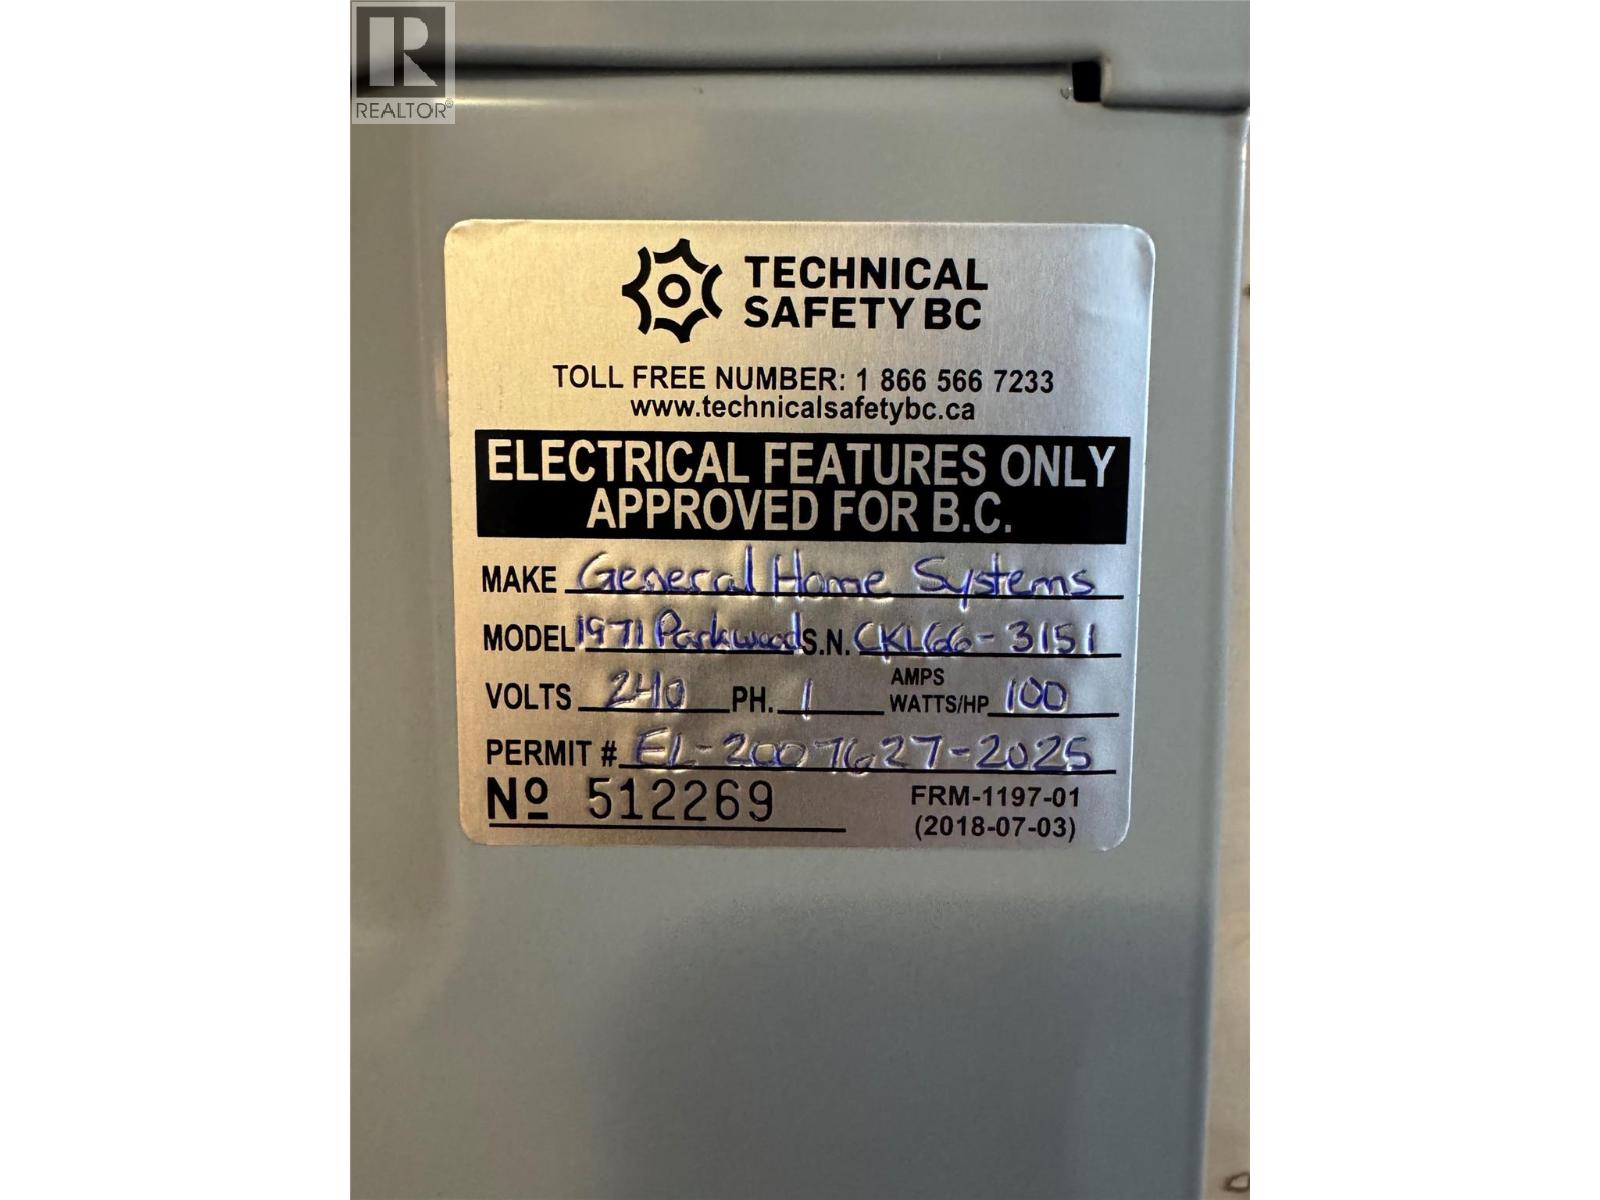 REALTOR®
TECHNICAL
SAFETY BC
TOLL FREE NUMBER: 1 866 566 7233
www.technicalsafetybc.ca
ELECTRICAL FEATURES ONLY
APPROVED FOR B.C.
MAKE General Home Systems
MODEL 1971 Parkwood S.N. CKL66-3151
VOLTS 240 PH. 1 AMPS WATTS/HP 100
PERMIT # EL-2007627-2025
Nº 512269
FRM-1197-01
(2018-07-03)